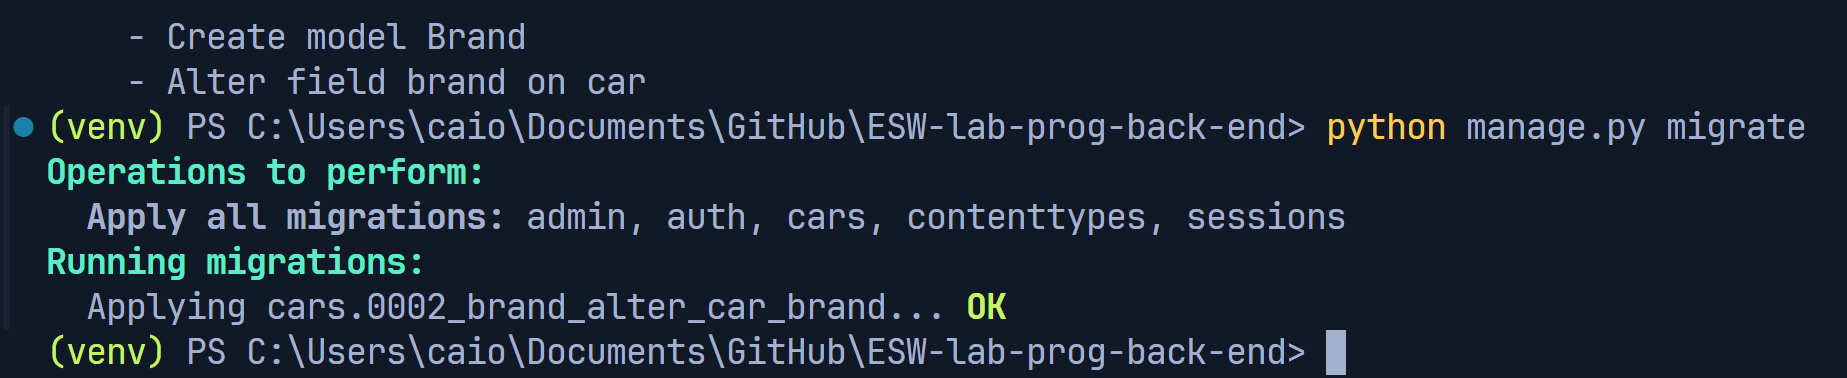 - Create model Brand
- Alter field brand on car
(venv) PS C:\Users\caio\Documents\GitHub\ESW-lab-prog-back-end> python manage.py migrate
Operations to perform:
Apply all migrations: admin, auth, cars, contenttypes, sessions
Running migrations:
Applying cars.0002_brand_alter_car_brand... OK
(venv) PS C:\Users\caio\Documents\GitHub\ESW-lab-prog-back-end>